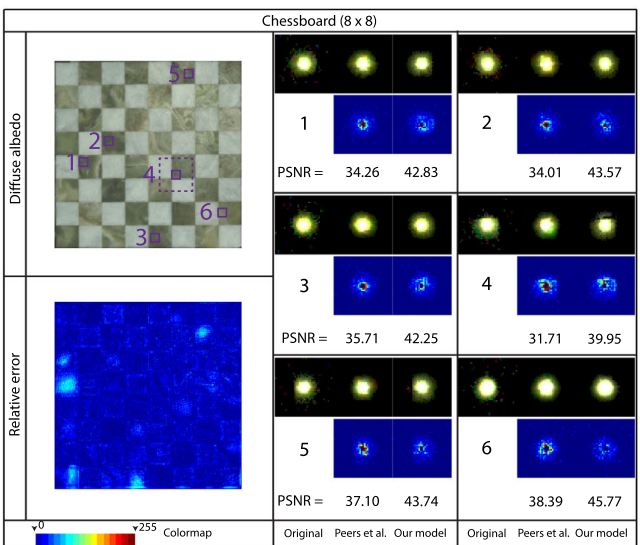 Chessboard (8 x 8)
Diffuse albedo
5
2
1
4
6
3
1
PSNR = 34.26 42.83
2
34.01 43.57
3
PSNR = 35.71 42.25
4
31.71 39.95
5
PSNR = 37.10 43.74
6
38.39 45.77
Relative error
0 255 Colormap
Original Peers et al. Our model
Original Peers et al. Our model